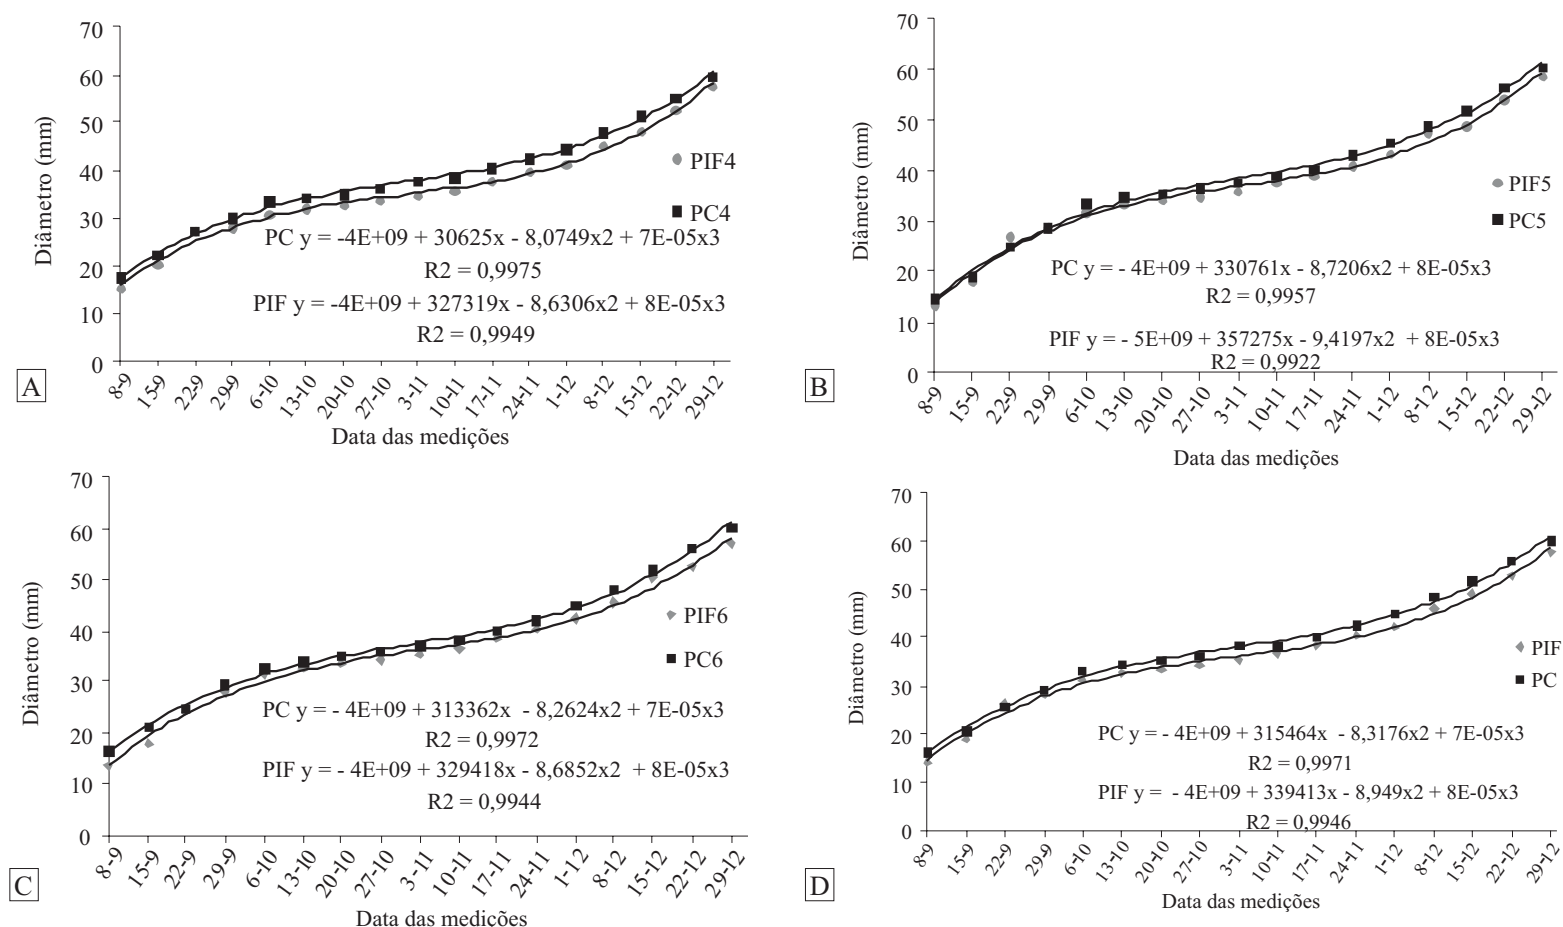 70
60
50
40
30
20
10
0
Diâmetro (mm)
PIF4
PC4
PC y = -4E+09 + 30625x - 8,0749x2 + 7E-05x3
R2 = 0,9975
PIF y = -4E+09 + 327319x - 8,6306x2 + 8E-05x3
R2 = 0,9949
8-9 15-9 22-9 29-9 6-10 13-10 20-10 27-10 3-11 10-11 17-11 24-11 1-12 8-12 15-12 22-12 29-12
A
Data das medições
70
60
50
40
30
20
10
0
Diâmetro (mm)
PIF5
PC5
PC y = - 4E+09 + 330761x - 8,7206x2 + 8E-05x3
R2 = 0,9957
PIF y = - 5E+09 + 357275x - 9,4197x2 + 8E-05x3
R2 = 0,9922
8-9 15-9 22-9 29-9 6-10 13-10 20-10 27-10 3-11 10-11 17-11 24-11 1-12 8-12 15-12 22-12 29-12
B
Data das medições
70
60
50
40
30
20
10
0
Diâmetro (mm)
PIF6
PC6
PC y = - 4E+09 + 313362x - 8,2624x2 + 7E-05x3
R2 = 0,9972
PIF y = - 4E+09 + 329418x - 8,6852x2 + 8E-05x3
R2 = 0,9944
8-9 15-9 22-9 29-9 6-10 13-10 20-10 27-10 3-11 10-11 17-11 24-11 1-12 8-12 15-12 22-12 29-12
C
Data das medições
70
60
50
40
30
20
10
0
Diâmetro (mm)
PIF
PC
PC y = - 4E+09 + 315464x - 8,3176x2 + 7E-05x3
R2 = 0,9971
PIF y = - 4E+09 + 339413x - 8,949x2 + 8E-05x3
R2 = 0,9946
8-9 15-9 22-9 29-9 6-10 13-10 20-10 27-10 3-11 10-11 17-11 24-11 1-12 8-12 15-12 22-12 29-12
D
Data das medições